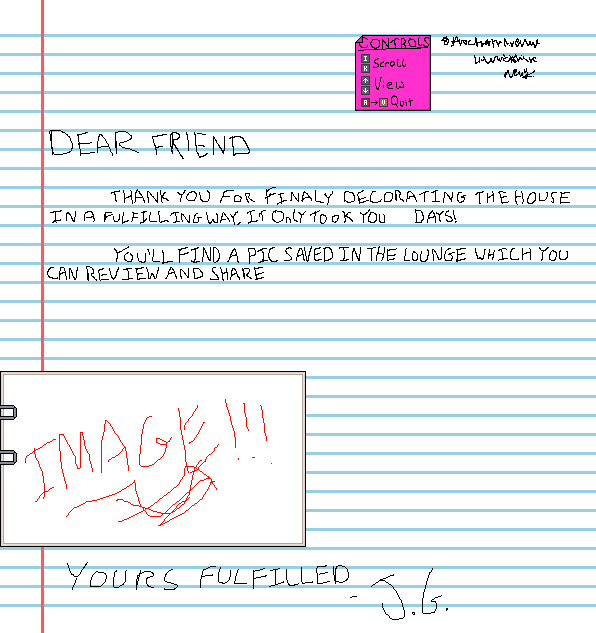 CONTROLS
I
K Scroll
↑
↓ View
R → U Quit
DEAR FRIEND
THANK YOU FOR FINALY DECORATING THE HOUSE
IN A FULFILLING WAY, IT ONLY TOOK YOU DAYS!
YOU'LL FIND A PIC SAVED IN THE LOUNGE WHICH YOU
CAN REVIEW AND SHARE
IMAGE!!!
YOURS FULFILLED
- J.G.